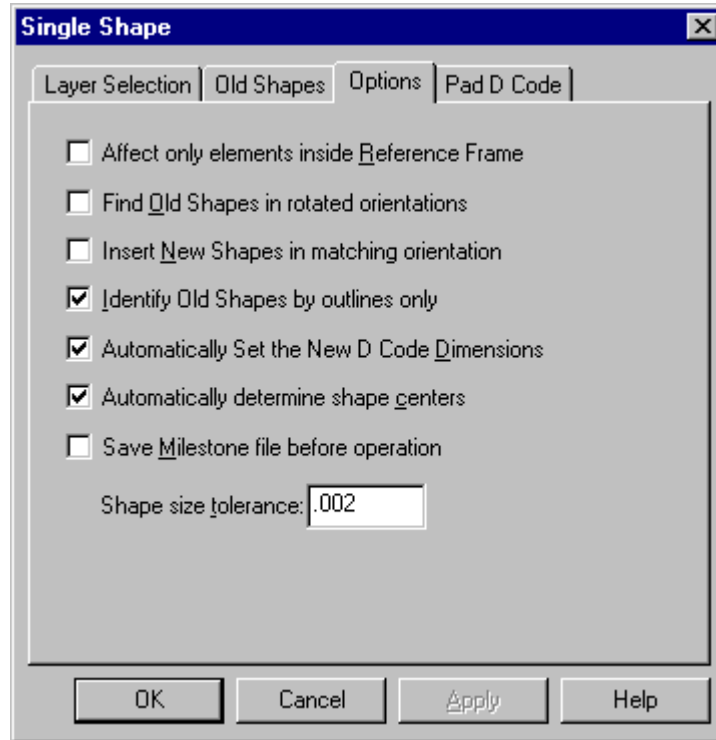 Single Shape
Layer Selection Old Shapes Options Pad D Code
Affect only elements inside Reference Frame
Find Old Shapes in rotated orientations
Insert New Shapes in matching orientation
Identify Old Shapes by outlines only
Automatically Set the New D Code Dimensions
Automatically determine shape centers
Save Milestone file before operation
Shape size tolerance: .002
OK Cancel Apply Help